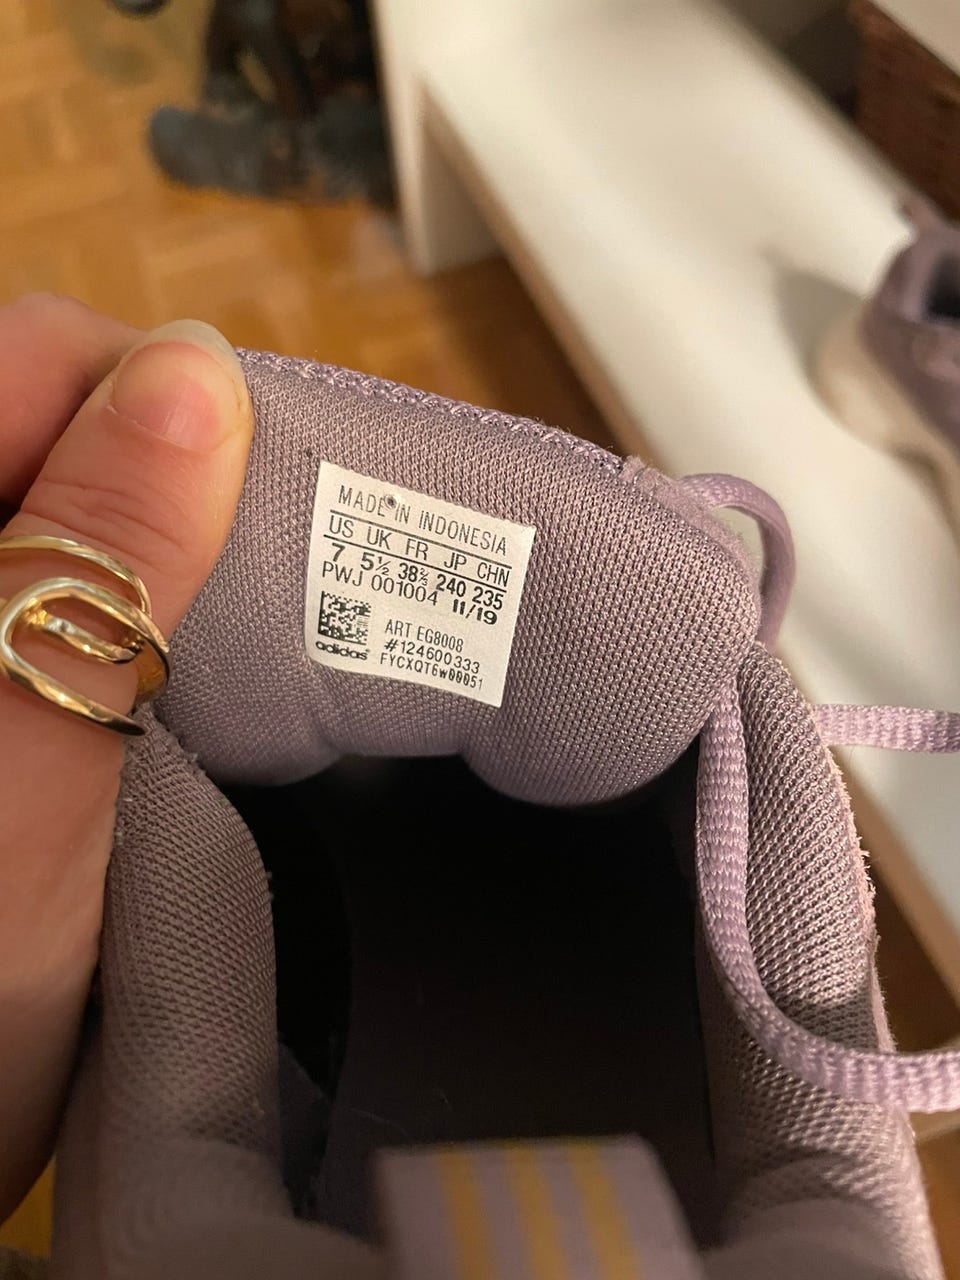 MADE IN INDONESIA
US UK FR JP CHN
7 5½ 38⅔ 240 235
PWJ 001004 11/19
ART EG8008
#124600333
adidas
FYCXQT6W00051